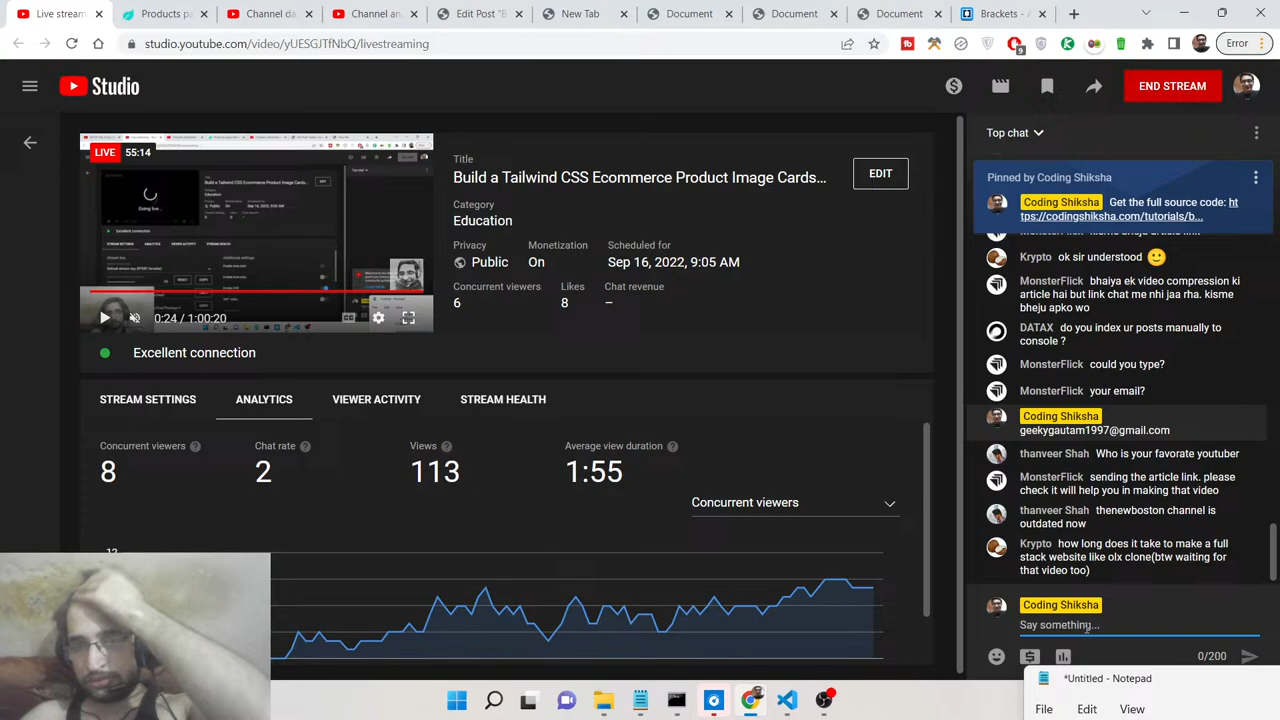 Live stream
Products pa
Channel da
Channel an
Edit Post "B
New Tab
Document
Document
Document
Brackets - A
studio.youtube.com/video/yUESGiTfNbQ/livestreaming
9
Error
Studio
END STREAM
LIVE 55:14
Going live...
0:24 / 1:00:20
Title
Build a Tailwind CSS Ecommerce Product Image Cards...
EDIT
Category
Education
Privacy
Public
Monetization
On
Scheduled for
Sep 16, 2022, 9:05 AM
Concurrent viewers
6
Likes
8
Chat revenue
–
Excellent connection
STREAM SETTINGS
ANALYTICS
VIEWER ACTIVITY
STREAM HEALTH
Concurrent viewers
8
Chat rate
2
Views
113
Average view duration
1:55
Concurrent viewers
12
Top chat
Pinned by Coding Shiksha
Coding Shiksha Get the full source code: ht
tps://codingshiksha.com/tutorials/b...
Krypto ok sir understood
MonsterFlick bhaiya ek video compression ki
article hai but link chat me nhi jaa rha. kisme
bheju apko wo
DATAX do you index ur posts manually to
console ?
MonsterFlick could you type?
MonsterFlick your email?
Coding Shiksha
geekygautam1997@gmail.com
thanveer Shah Who is your favorate youtuber
MonsterFlick sending the article link. please
check it will help you in making that video
thanveer Shah thenewboston channel is
outdated now
Krypto how long does it take to make a full
stack website like olx clone(btw waiting for
that video too)
Coding Shiksha
Say something...
0/200
*Untitled - Notepad
File
Edit
View